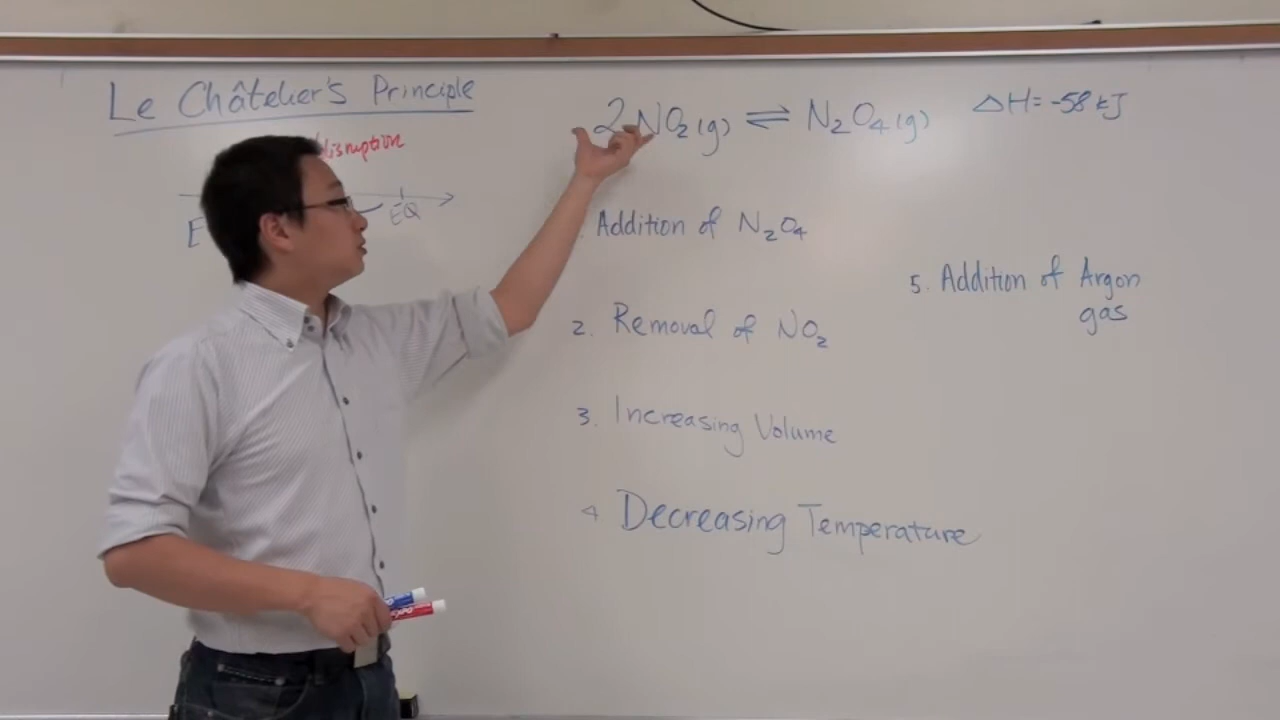 Le Châtelier's Principle
disruption
EQ
2NO₂(g) ⇌ N₂O₄(g) ΔH = -58 kJ
Addition of N₂O₄
2. Removal of NO₂
3. Increasing Volume
4 Decreasing Temperature
5. Addition of Argon
gas